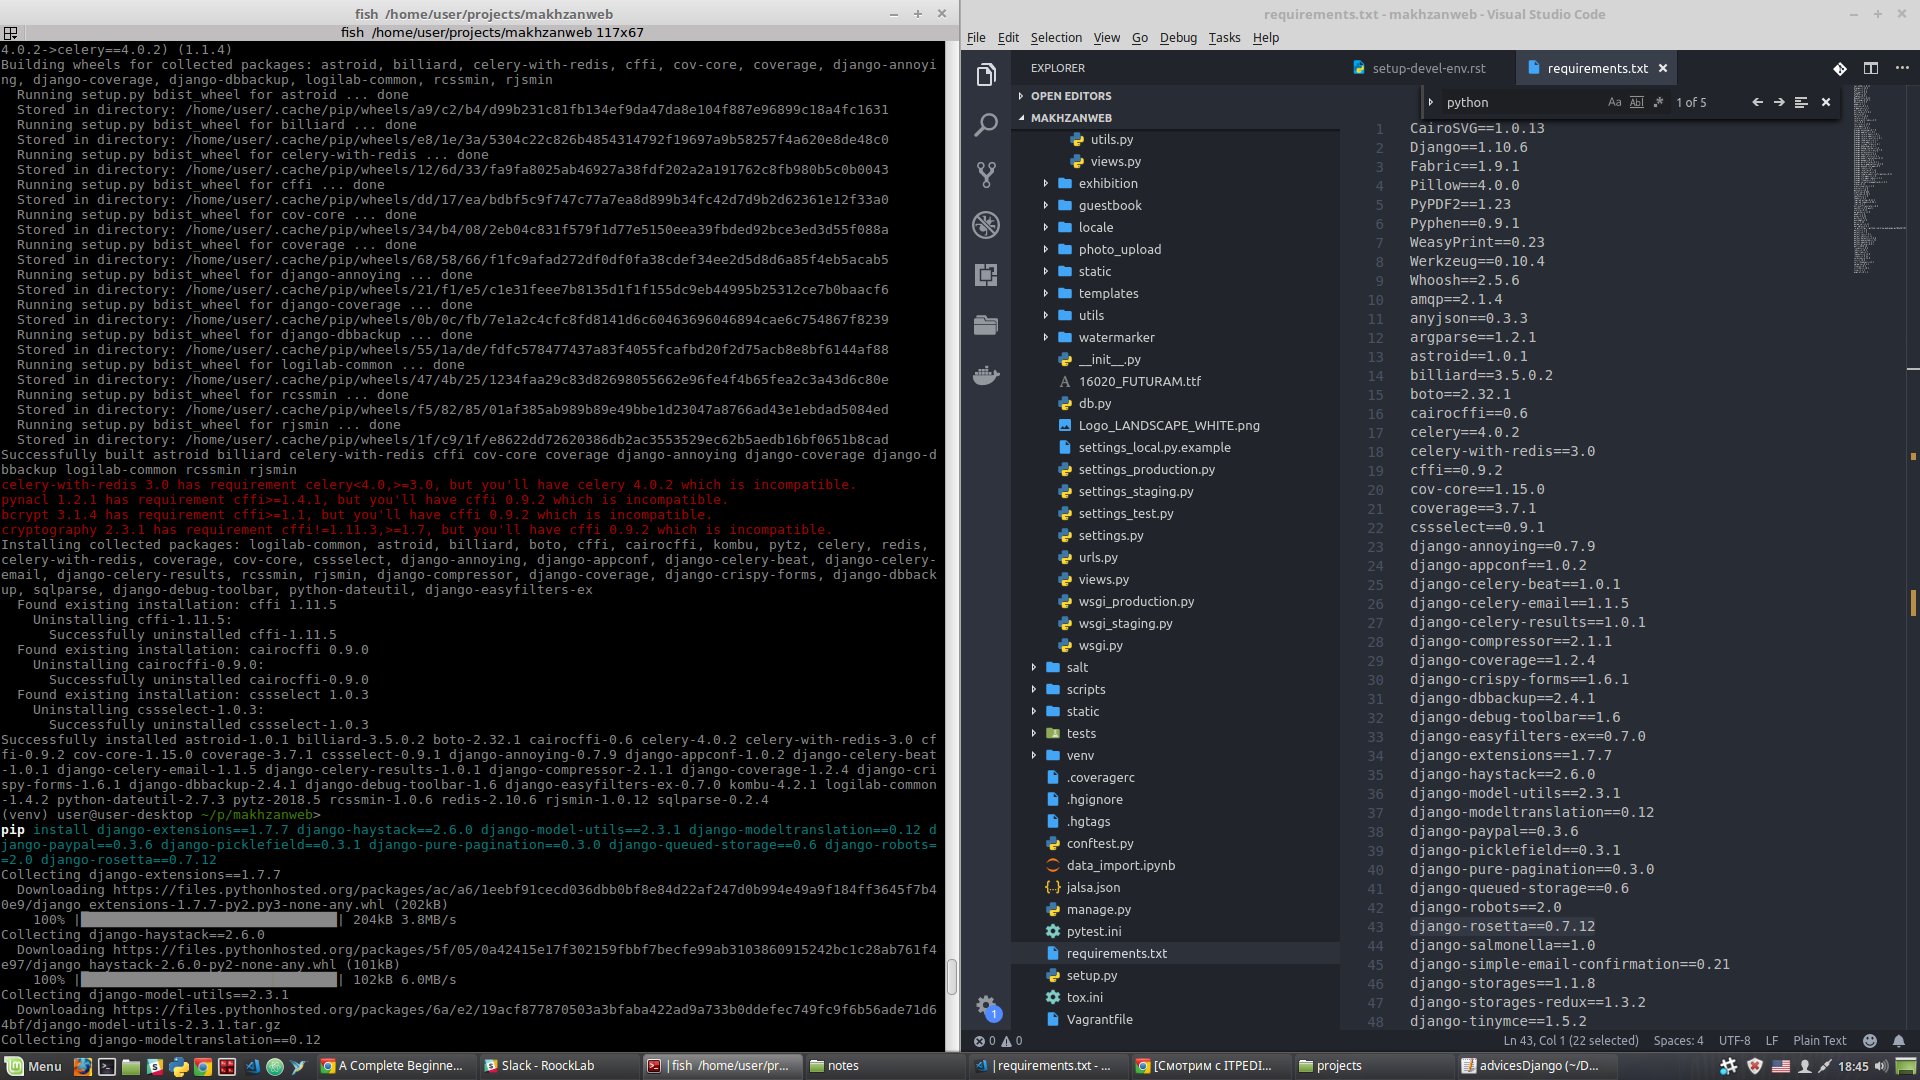 fish /home/user/projects/makhzanweb
fish /home/user/projects/makhzanweb 117x67
4.0.2->celery==4.0.2) (1.1.4)
Building wheels for collected packages: astroid, billiard, celery-with-redis, cffi, cov-core, coverage, django-annoyi
ng, django-coverage, django-dbbackup, logilab-common, rcssmin, rjsmin
Running setup.py bdist_wheel for astroid ... done
Stored in directory: /home/user/.cache/pip/wheels/a9/c2/b4/d99b231c81fb134ef9da47da8e104f887e96899c18a4fc1631
Running setup.py bdist_wheel for billiard ... done
Stored in directory: /home/user/.cache/pip/wheels/e8/1e/3a/5304c22c826b4854314792f19697a9b58257f4a620e8de48c0
Running setup.py bdist_wheel for celery-with-redis ... done
Stored in directory: /home/user/.cache/pip/wheels/12/6d/33/fa9fa8025ab46927a38fdf202a2a191762c8fb980b5c0b0043
Running setup.py bdist_wheel for cffi ... done
Stored in directory: /home/user/.cache/pip/wheels/dd/17/ea/bdbf5c9f747c77a7ea8d899b34fc42d7d9b2d62361e12f33a0
Running setup.py bdist_wheel for cov-core ... done
Stored in directory: /home/user/.cache/pip/wheels/34/b4/08/2eb04c831f579f1d77e5150eea39fbded92bce3ed3d55f088a
Running setup.py bdist_wheel for coverage ... done
Stored in directory: /home/user/.cache/pip/wheels/68/58/66/f1fc9afad272df0df0fa38cdef34ee2d5d8d6a85f4eb5acab5
Running setup.py bdist_wheel for django-annoying ... done
Stored in directory: /home/user/.cache/pip/wheels/21/f1/e5/c1e31feee7b8135d1f1f155dc9eb44995b25312ce7b0baacf6
Running setup.py bdist_wheel for django-coverage ... done
Stored in directory: /home/user/.cache/pip/wheels/0b/0c/fb/7e1a2c4cfc8fd8141d6c60463696046894cae6c754867f8239
Running setup.py bdist_wheel for django-dbbackup ... done
Stored in directory: /home/user/.cache/pip/wheels/55/1a/de/fdfc578477437a83f4055fcafbd20f2d75acb8e8bf6144af88
Running setup.py bdist_wheel for logilab-common ... done
Stored in directory: /home/user/.cache/pip/wheels/47/4b/25/1234faa29c83d82698055662e96fe4f4b65fea2c3a43d6c80e
Running setup.py bdist_wheel for rcssmin ... done
Stored in directory: /home/user/.cache/pip/wheels/f5/82/85/01af385ab989b89e49bbe1d23047a8766ad43e1ebdad5084ed
Running setup.py bdist_wheel for rjsmin ... done
Stored in directory: /home/user/.cache/pip/wheels/1f/c9/1f/e8622dd72620386db2ac3553529ec62b5aedb16bf0651b8cad
Successfully built astroid billiard celery-with-redis cffi cov-core coverage django-annoying django-coverage django-d
bbackup logilab-common rcssmin rjsmin
celery-with-redis 3.0 has requirement celery<4.0,>=3.0, but you'll have celery 4.0.2 which is incompatible.
pynacl 1.2.1 has requirement cffi>=1.4.1, but you'll have cffi 0.9.2 which is incompatible.
bcrypt 3.1.4 has requirement cffi>=1.1, but you'll have cffi 0.9.2 which is incompatible.
cryptography 2.3.1 has requirement cffi!=1.11.3,>=1.7, but you'll have cffi 0.9.2 which is incompatible.
Installing collected packages: logilab-common, astroid, billiard, boto, cffi, cairocffi, kombu, pytz, celery, redis,
celery-with-redis, coverage, cov-core, cssselect, django-annoying, django-appconf, django-celery-beat, django-celery-
email, django-celery-results, rcssmin, rjsmin, django-compressor, django-coverage, django-crispy-forms, django-dbback
up, sqlparse, django-debug-toolbar, python-dateutil, django-easyfilters-ex
Found existing installation: cffi 1.11.5
Uninstalling cffi-1.11.5:
Successfully uninstalled cffi-1.11.5
Found existing installation: cairocffi 0.9.0
Uninstalling cairocffi-0.9.0:
Successfully uninstalled cairocffi-0.9.0
Found existing installation: cssselect 1.0.3
Uninstalling cssselect-1.0.3:
Successfully uninstalled cssselect-1.0.3
Successfully installed astroid-1.0.1 billiard-3.5.0.2 boto-2.32.1 cairocffi-0.6 celery-4.0.2 celery-with-redis-3.0 cf
fi-0.9.2 cov-core-1.15.0 coverage-3.7.1 cssselect-0.9.1 django-annoying-0.7.9 django-appconf-1.0.2 django-celery-beat
-1.0.1 django-celery-email-1.1.5 django-celery-results-1.0.1 django-compressor-2.1.1 django-coverage-1.2.4 django-cri
spy-forms-1.6.1 django-dbbackup-2.4.1 django-debug-toolbar-1.6 django-easyfilters-ex-0.7.0 kombu-4.2.1 logilab-common
-1.4.2 python-dateutil-2.7.3 pytz-2018.5 rcssmin-1.0.6 redis-2.10.6 rjsmin-1.0.12 sqlparse-0.2.4
(venv) user@user-desktop ~/p/makhzanweb>
pip install django-extensions==1.7.7 django-haystack==2.6.0 django-model-utils==2.3.1 django-modeltranslation==0.12 d
jango-paypal==0.3.6 django-picklefield==0.3.1 django-pure-pagination==0.3.0 django-queued-storage==0.6 django-robots=
=2.0 django-rosetta==0.7.12
Collecting django-extensions==1.7.7
Downloading https://files.pythonhosted.org/packages/ac/a6/1eebf91cecd036dbb0bf8e84d22af247d0b994e49a9f184ff3645f7b4
0e9/django_extensions-1.7.7-py2.py3-none-any.whl (202kB)
100% | | 204kB 3.8MB/s
Collecting django-haystack==2.6.0
Downloading https://files.pythonhosted.org/packages/5f/05/0a42415e17f302159fbbf7becfe99ab3103860915242bc1c28ab761f4
e97/django_haystack-2.6.0-py2-none-any.whl (101kB)
100% | | 102kB 6.0MB/s
Collecting django-model-utils==2.3.1
Downloading https://files.pythonhosted.org/packages/6a/e2/19acf877870503a3bfaba422ad9a733b0ddefec749fc9f6b56ade71d6
4bf/django-model-utils-2.3.1.tar.gz
Collecting django-modeltranslation==0.12
requirements.txt - makhzanweb - Visual Studio Code
File Edit Selection View Go Debug Tasks Help
EXPLORER
OPEN EDITORS
MAKHZANWEB
utils.py
views.py
exhibition
guestbook
locale
photo_upload
static
templates
utils
watermarker
__init__.py
16020_FUTURAM.ttf
db.py
Logo_LANDSCAPE_WHITE.png
settings_local.py.example
settings_production.py
settings_staging.py
settings_test.py
settings.py
urls.py
views.py
wsgi_production.py
wsgi_staging.py
wsgi.py
salt
scripts
static
tests
venv
.coveragerc
.hgignore
.hgtags
conftest.py
data_import.ipynb
jalsa.json
manage.py
pytest.ini
requirements.txt
setup.py
tox.ini
Vagrantfile
1
setup-devel-env.rst
requirements.txt
python Aa Abl .* 1 of 5
1 CairoSVG==1.0.13
2 Django==1.10.6
3 Fabric==1.9.1
4 Pillow==4.0.0
5 PyPDF2==1.23
6 Pyphen==0.9.1
7 WeasyPrint==0.23
8 Werkzeug==0.10.4
9 Whoosh==2.5.6
10 amqp==2.1.4
11 anyjson==0.3.3
12 argparse==1.2.1
13 astroid==1.0.1
14 billiard==3.5.0.2
15 boto==2.32.1
16 cairocffi==0.6
17 celery==4.0.2
18 celery-with-redis==3.0
19 cffi==0.9.2
20 cov-core==1.15.0
21 coverage==3.7.1
22 cssselect==0.9.1
23 django-annoying==0.7.9
24 django-appconf==1.0.2
25 django-celery-beat==1.0.1
26 django-celery-email==1.1.5
27 django-celery-results==1.0.1
28 django-compressor==2.1.1
29 django-coverage==1.2.4
30 django-crispy-forms==1.6.1
31 django-dbbackup==2.4.1
32 django-debug-toolbar==1.6
33 django-easyfilters-ex==0.7.0
34 django-extensions==1.7.7
35 django-haystack==2.6.0
36 django-model-utils==2.3.1
37 django-modeltranslation==0.12
38 django-paypal==0.3.6
39 django-picklefield==0.3.1
40 django-pure-pagination==0.3.0
41 django-queued-storage==0.6
42 django-robots==2.0
43 django-rosetta==0.7.12
44 django-salmonella==1.0
45 django-simple-email-confirmation==0.21
46 django-storages==1.1.8
47 django-storages-redux==1.3.2
48 django-tinymce==1.5.2
0 0 Ln 43, Col 1 (22 selected) Spaces: 4 UTF-8 LF Plain Text
Menu A Complete Beginne... Slack - RoockLab fish /home/user/pr... notes requirements.txt - ... [Смотрим с ITPEDI... projects advicesDjango (~/D... 18:45